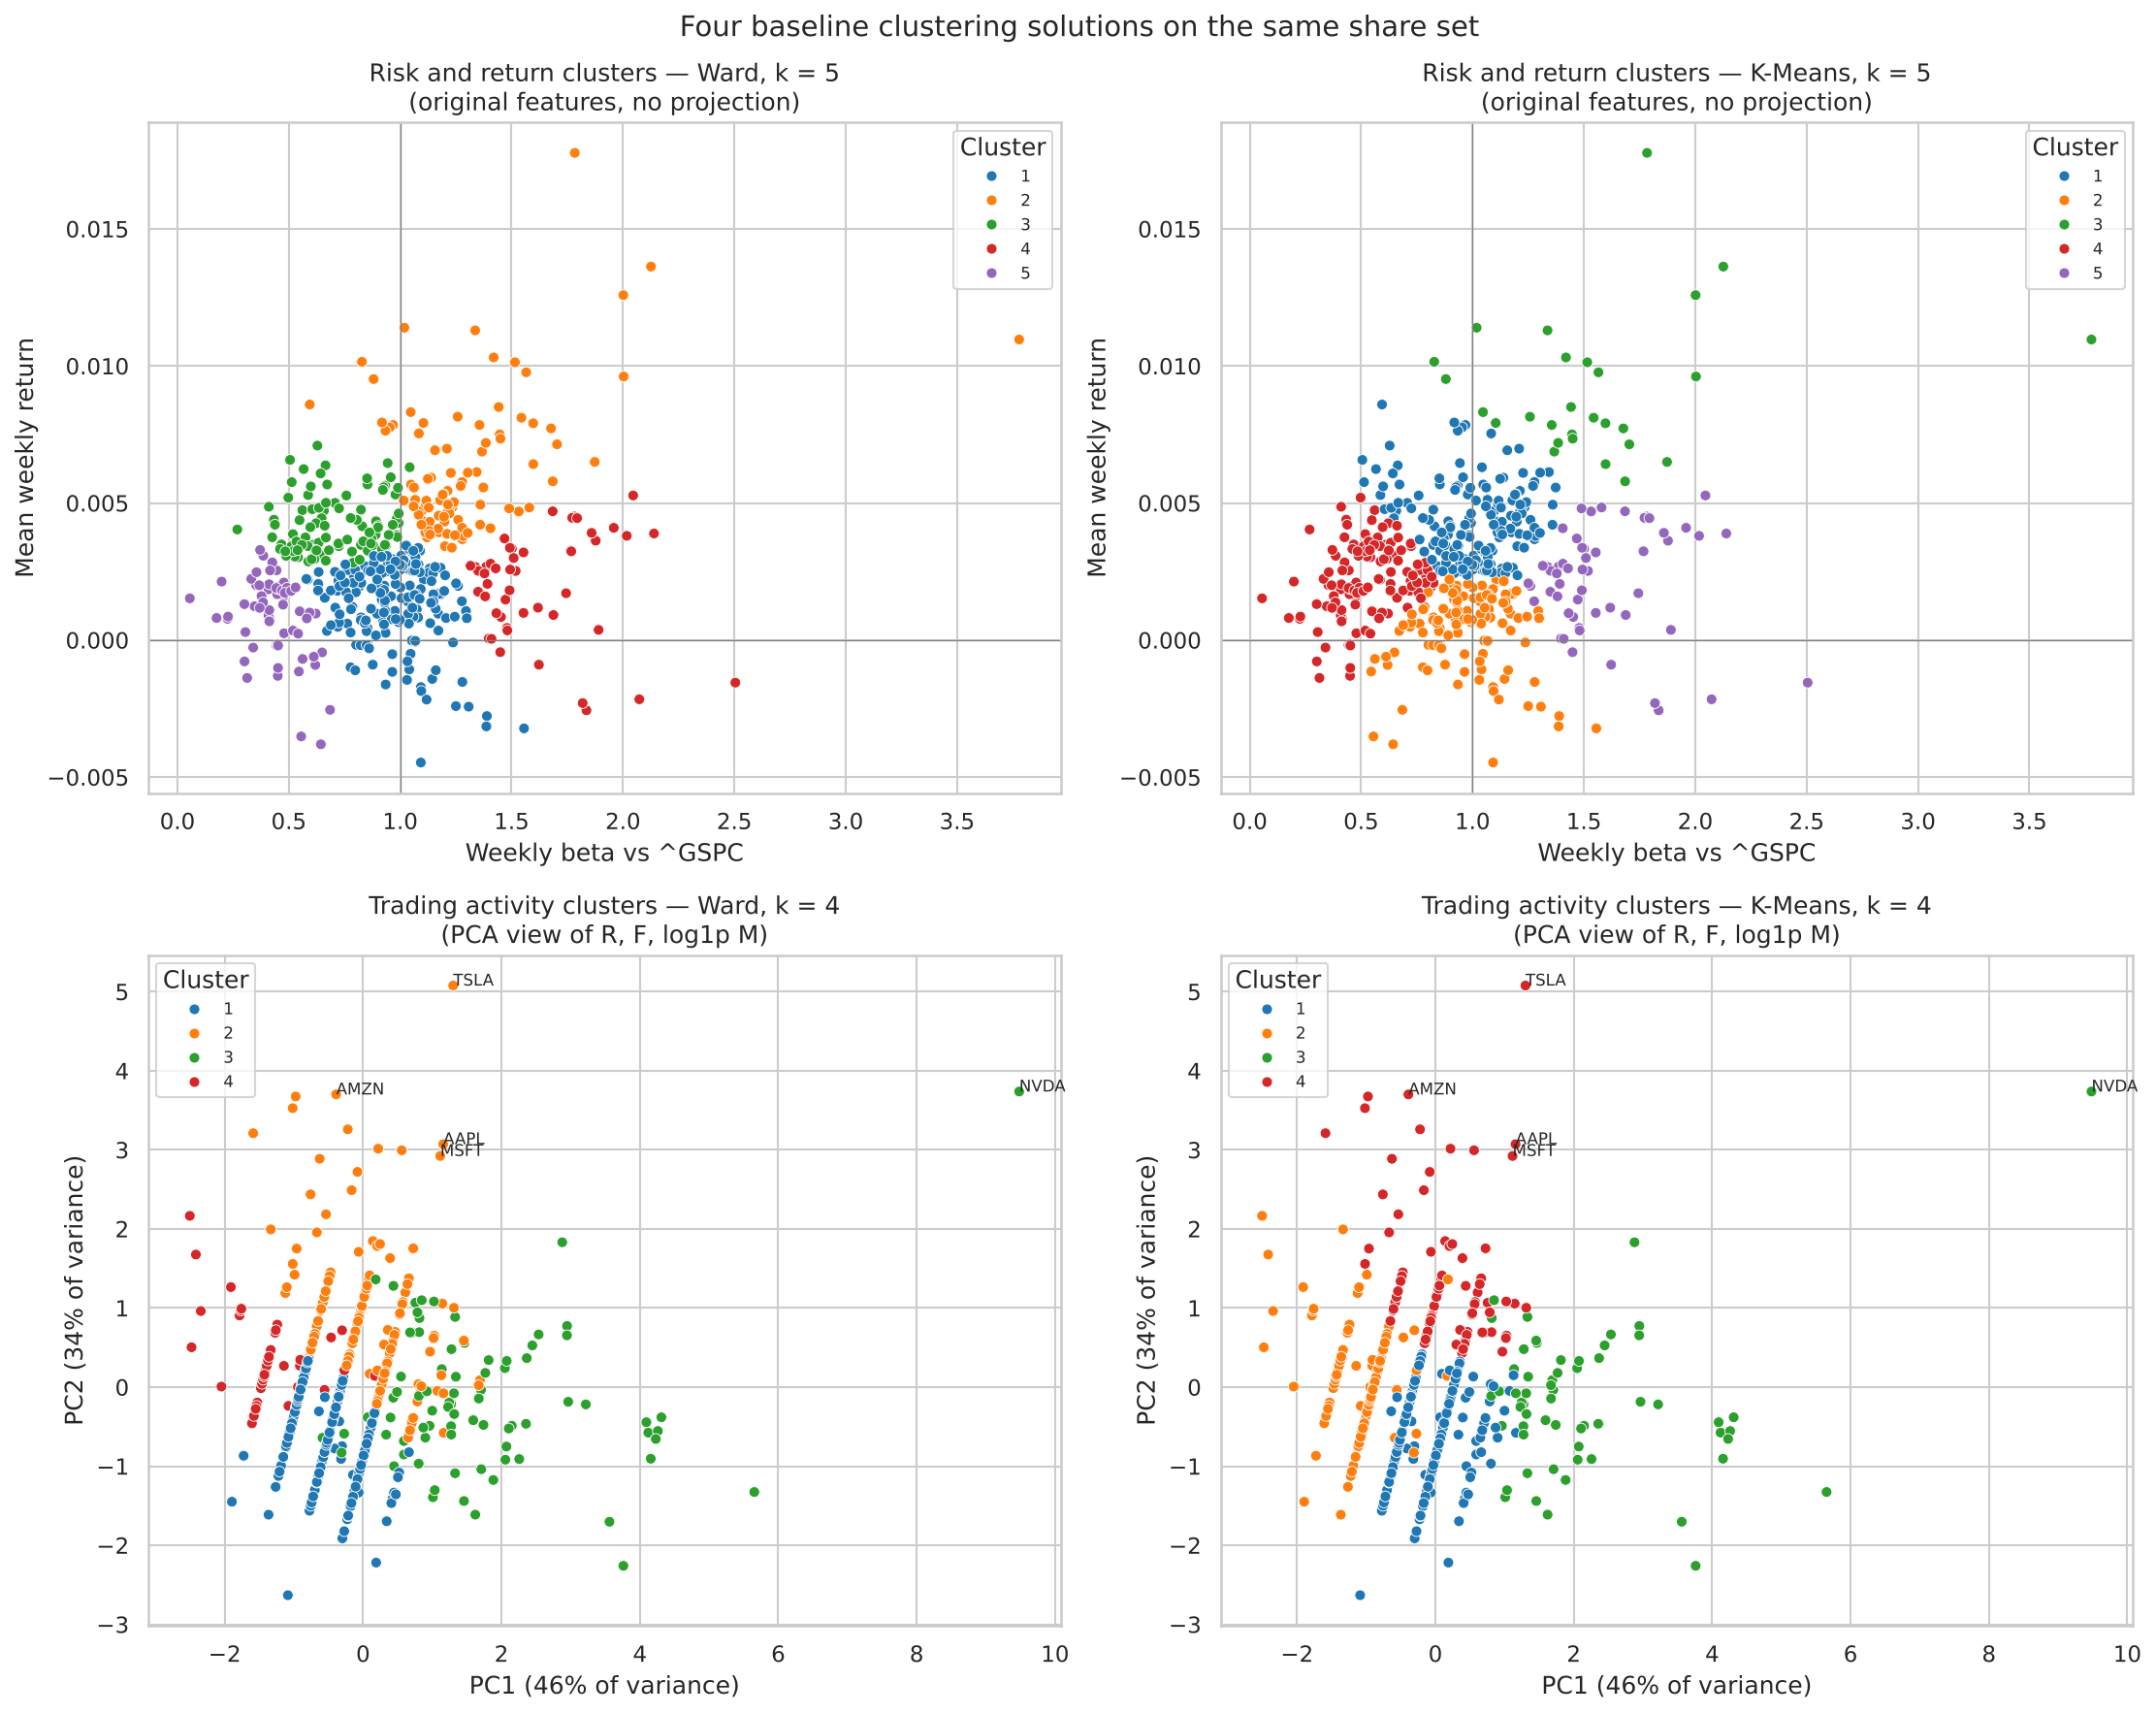 Four baseline clustering solutions on the same share set
Risk and return clusters — Ward, k = 5
(original features, no projection)
Cluster
1
2
3
4
5
0.015
0.010
0.005
0.000
−0.005
Mean weekly return
0.0 0.5 1.0 1.5 2.0 2.5 3.0 3.5
Weekly beta vs ^GSPC
Risk and return clusters — K-Means, k = 5
(original features, no projection)
Cluster
1
2
3
4
5
0.015
0.010
0.005
0.000
−0.005
Mean weekly return
0.0 0.5 1.0 1.5 2.0 2.5 3.0 3.5
Weekly beta vs ^GSPC
Trading activity clusters — Ward, k = 4
(PCA view of R, F, log1p M)
Cluster
1
2
3
4
TSLA
AMZN
NVDA
AAPL
MSFT
5
4
3
2
1
0
−1
−2
−3
PC2 (34% of variance)
−2 0 2 4 6 8 10
PC1 (46% of variance)
Trading activity clusters — K-Means, k = 4
(PCA view of R, F, log1p M)
Cluster
1
2
3
4
TSLA
AMZN
NVDA
AAPL
MSFT
5
4
3
2
1
0
−1
−2
−3
PC2 (34% of variance)
−2 0 2 4 6 8 10
PC1 (46% of variance)